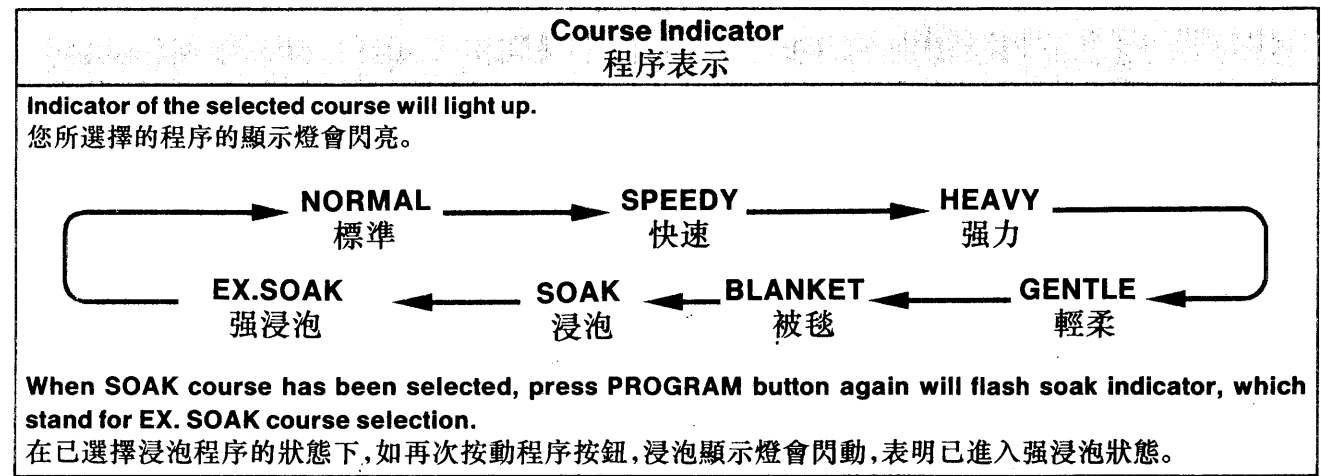 Course Indicator
程序表示
Indicator of the selected course will light up.
您所選擇的程序的顯示燈會閃亮。
NORMAL SPEEDY HEAVY
標準 快速 强力
EX.SOAK SOAK BLANKET GENTLE
强浸泡 浸泡 被毯 輕柔
When SOAK course has been selected, press PROGRAM button again will flash soak indicator, which
stand for EX. SOAK course selection.
在已選擇浸泡程序的狀態下，如再次按動程序按鈕，浸泡顯示燈會閃動，表明已進入强浸泡狀態。